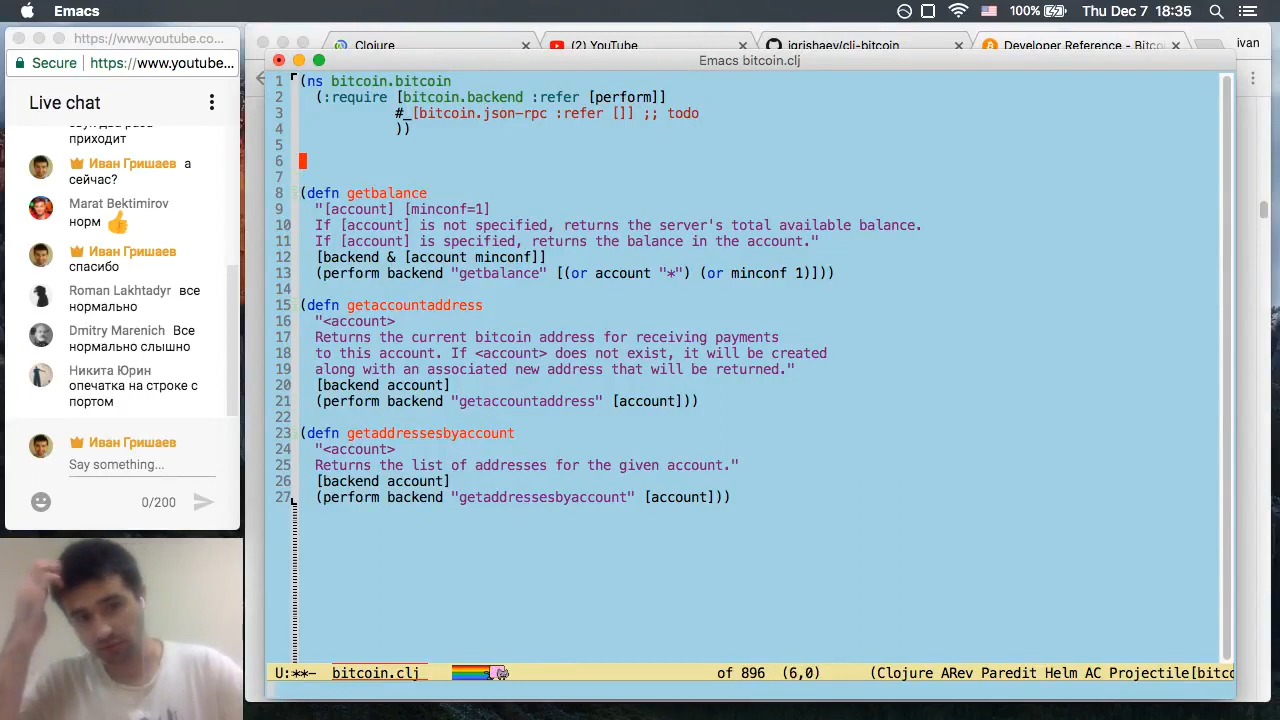 Emacs
100%
Thu Dec 7 18:35
https://www.youtube.co...
Secure
https://www.youtube...
Live chat
приходит
Иван Гришаев а
сейчас?
Marat Bektimirov
норм 👍
Иван Гришаев
спасибо
Roman Lakhtadyr все
нормально
Dmitry Marenich Все
нормально слышно
Никита Юрин
опечатка на строке с
портом
Иван Гришаев
Say something...
0/200
Clojure
(2) YouTube
igrishaev/clj-bitcoin
Developer Reference - Bitco
ivan
Emacs bitcoin.clj
1 (ns bitcoin.bitcoin
2   (:require [bitcoin.backend :refer [perform]]
3             #_[bitcoin.json-rpc :refer []] ;; todo
4             ))
5
6
7
8 (defn getbalance
9   "[account] [minconf=1]
10   If [account] is not specified, returns the server's total available balance.
11   If [account] is specified, returns the balance in the account."
12   [backend & [account minconf]]
13   (perform backend "getbalance" [(or account "*") (or minconf 1)]))
14
15 (defn getaccountaddress
16   "<account>
17   Returns the current bitcoin address for receiving payments
18   to this account. If <account> does not exist, it will be created
19   along with an associated new address that will be returned."
20   [backend account]
21   (perform backend "getaccountaddress" [account]))
22
23 (defn getaddressesbyaccount
24   "<account>
25   Returns the list of addresses for the given account."
26   [backend account]
27   (perform backend "getaddressesbyaccount" [account]))
U:**- bitcoin.clj of 896 (6,0) (Clojure ARev Paredit Helm AC Projectile[bitco